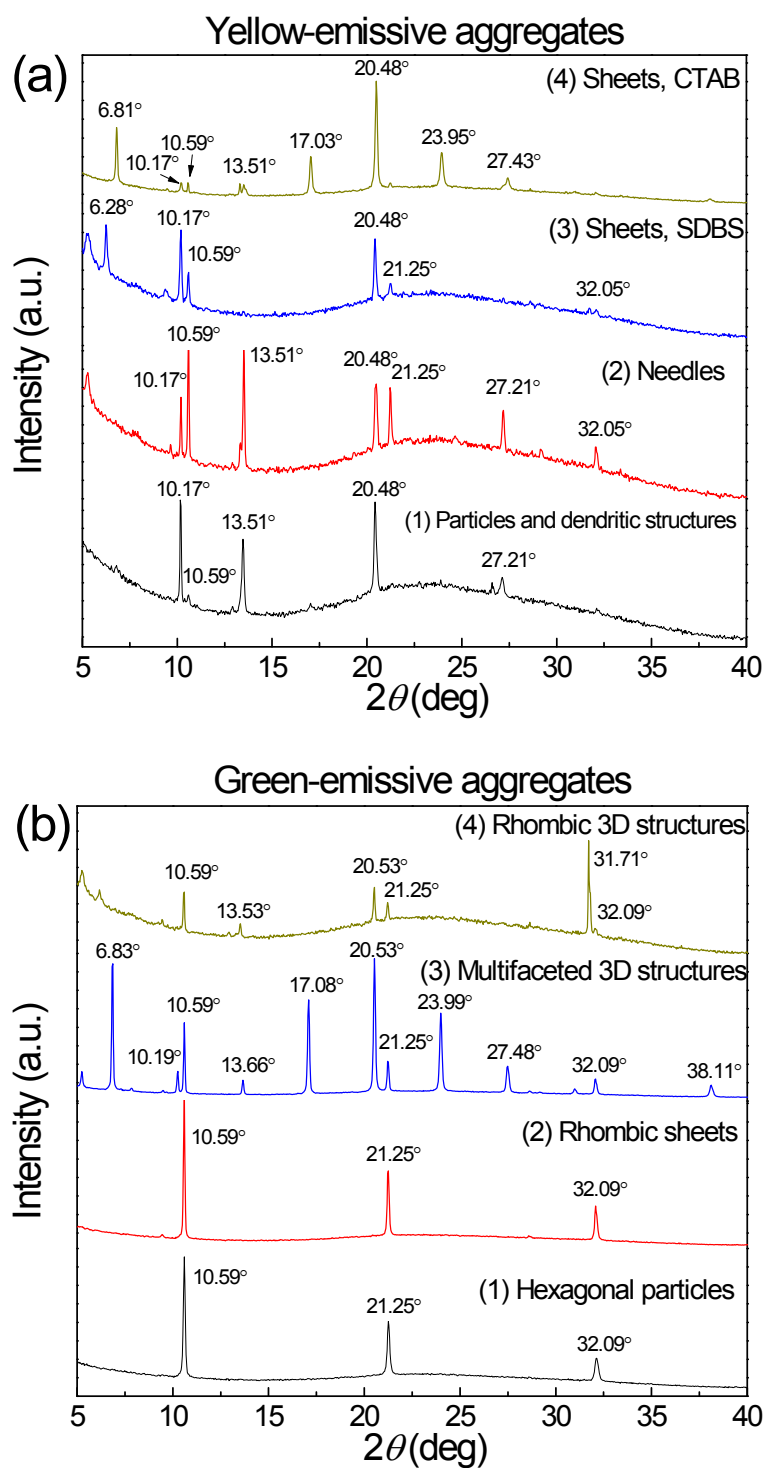 Yellow-emissive aggregates
(a)
(4) Sheets, CTAB
20.48°
6.81°
10.59°
10.17°
13.51°
17.03°
23.95°
27.43°
(3) Sheets, SDBS
6.28°
10.17°
10.59°
20.48°
21.25°
32.05°
(2) Needles
10.59°
10.17°
13.51°
20.48°
21.25°
27.21°
32.05°
(1) Particles and dendritic structures
10.17°
10.59°
13.51°
20.48°
27.21°
Intensity (a.u.)
5 10 15 20 25 30 35 40
2θ (deg)
Green-emissive aggregates
(b)
(4) Rhombic 3D structures
10.59°
13.53°
20.53°
21.25°
31.71°
32.09°
(3) Multifaceted 3D structures
6.83°
10.19°
10.59°
13.66°
17.08°
20.53°
21.25°
23.99°
27.48°
32.09°
38.11°
(2) Rhombic sheets
10.59°
21.25°
32.09°
(1) Hexagonal particles
10.59°
21.25°
32.09°
Intensity (a.u.)
5 10 15 20 25 30 35 40
2θ (deg)